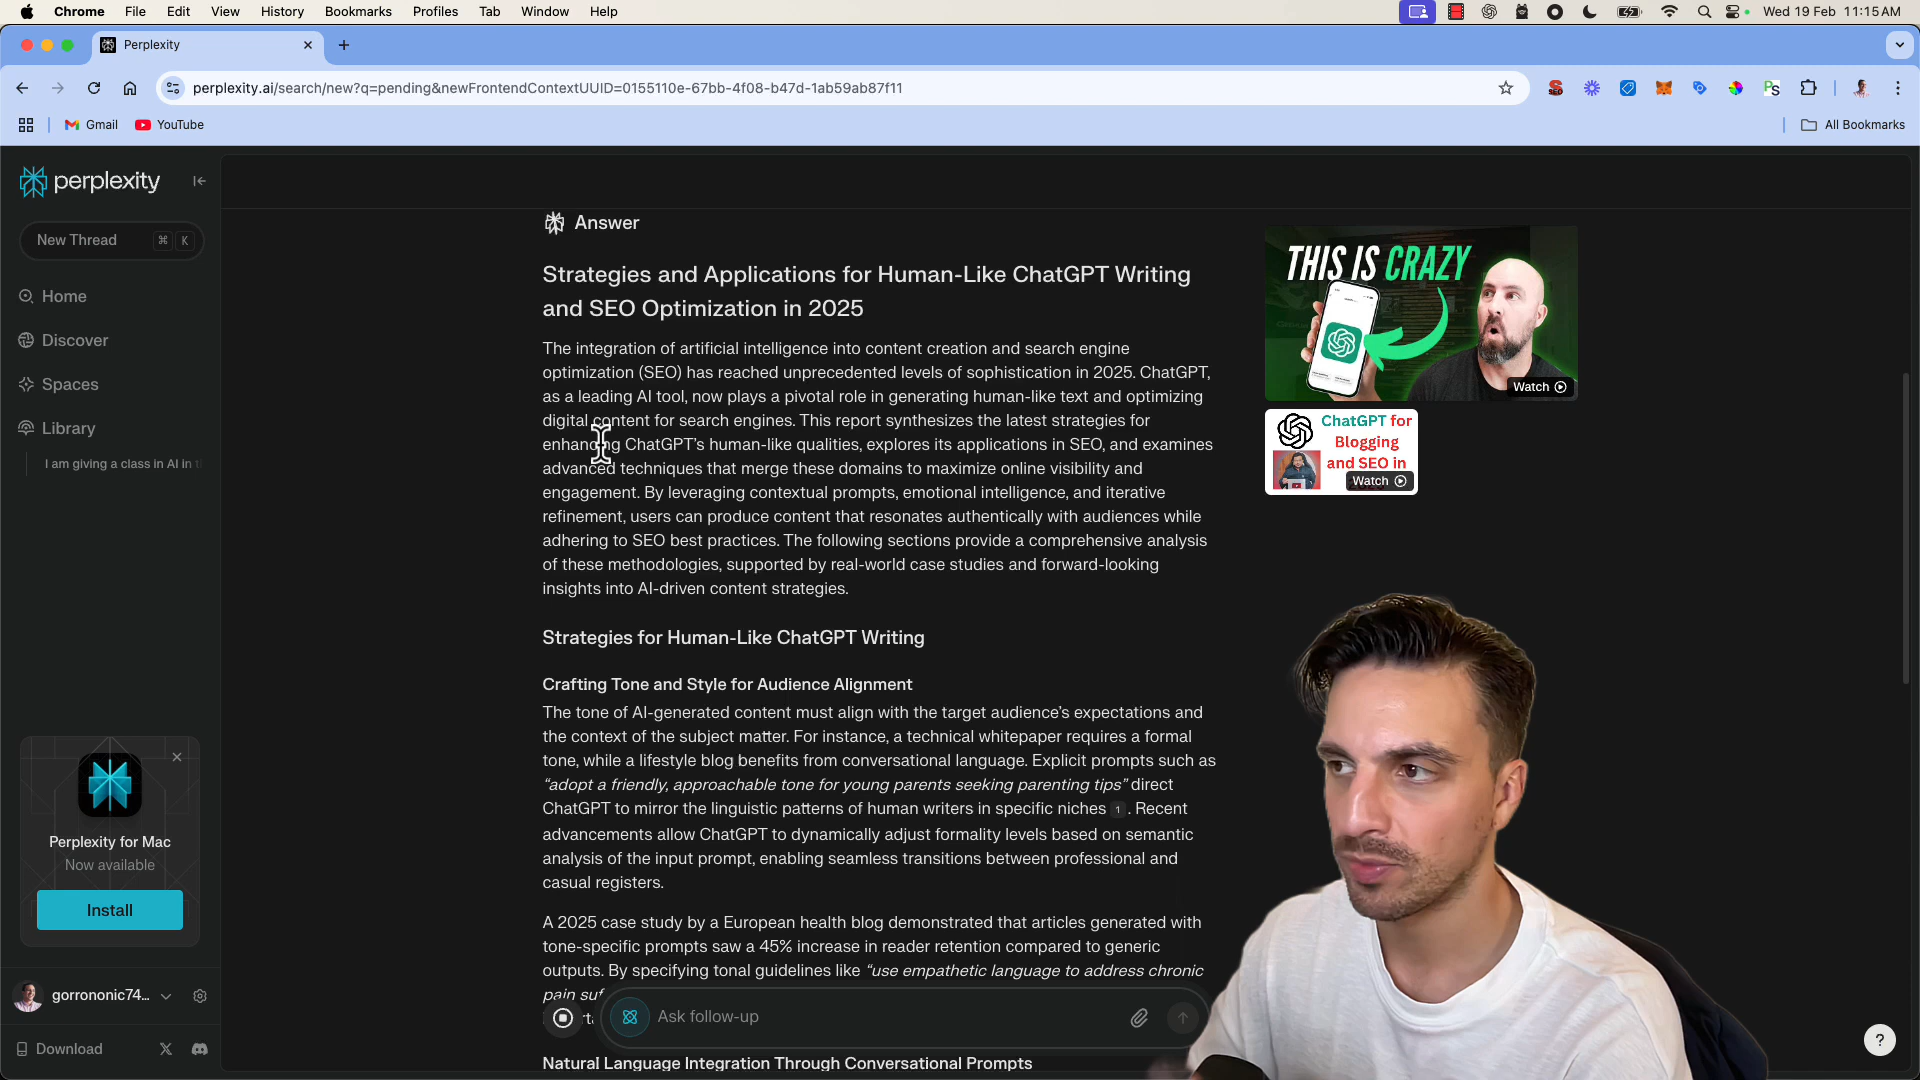 Chrome File Edit View History Bookmarks Profiles Tab Window Help Wed 19 Feb 11:15 AM
Perplexity
perplexity.ai/search/new?q=pending&newFrontendContextUUID=0155110e-67bb-4f08-b47d-1ab59ab87f11
Gmail YouTube All Bookmarks
perplexity
New Thread ⌘ K
Home
Discover
Spaces
Library
I am giving a class in AI in t
Perplexity for Mac
Now available
Install
gorrononic74...
Download
Answer
Strategies and Applications for Human-Like ChatGPT Writing
and SEO Optimization in 2025
The integration of artificial intelligence into content creation and search engine
optimization (SEO) has reached unprecedented levels of sophistication in 2025. ChatGPT,
as a leading AI tool, now plays a pivotal role in generating human-like text and optimizing
digital content for search engines. This report synthesizes the latest strategies for
enhancing ChatGPT's human-like qualities, explores its applications in SEO, and examines
advanced techniques that merge these domains to maximize online visibility and
engagement. By leveraging contextual prompts, emotional intelligence, and iterative
refinement, users can produce content that resonates authentically with audiences while
adhering to SEO best practices. The following sections provide a comprehensive analysis
of these methodologies, supported by real-world case studies and forward-looking
insights into AI-driven content strategies.
Strategies for Human-Like ChatGPT Writing
Crafting Tone and Style for Audience Alignment
The tone of AI-generated content must align with the target audience's expectations and
the context of the subject matter. For instance, a technical whitepaper requires a formal
tone, while a lifestyle blog benefits from conversational language. Explicit prompts such as
“adopt a friendly, approachable tone for young parents seeking parenting tips” direct
ChatGPT to mirror the linguistic patterns of human writers in specific niches 1 . Recent
advancements allow ChatGPT to dynamically adjust formality levels based on semantic
analysis of the input prompt, enabling seamless transitions between professional and
casual registers.
A 2025 case study by a European health blog demonstrated that articles generated with
tone-specific prompts saw a 45% increase in reader retention compared to generic
outputs. By specifying tonal guidelines like “use empathetic language to address chronic
pain suf
Ask follow-up
Natural Language Integration Through Conversational Prompts
THIS IS CRAZY
Watch
ChatGPT for
Blogging
and SEO in
Watch
?